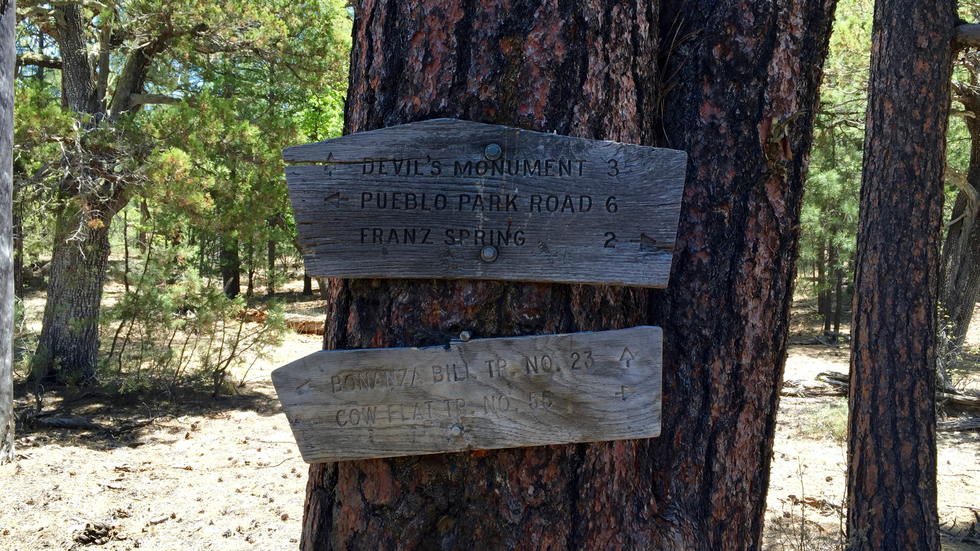 DEVIL'S MONUMENT 3
PUEBLO PARK ROAD 6
FRANZ SPRING 2
BONANZA BILL TR. NO. 23
COW FLAT TR. NO. 55